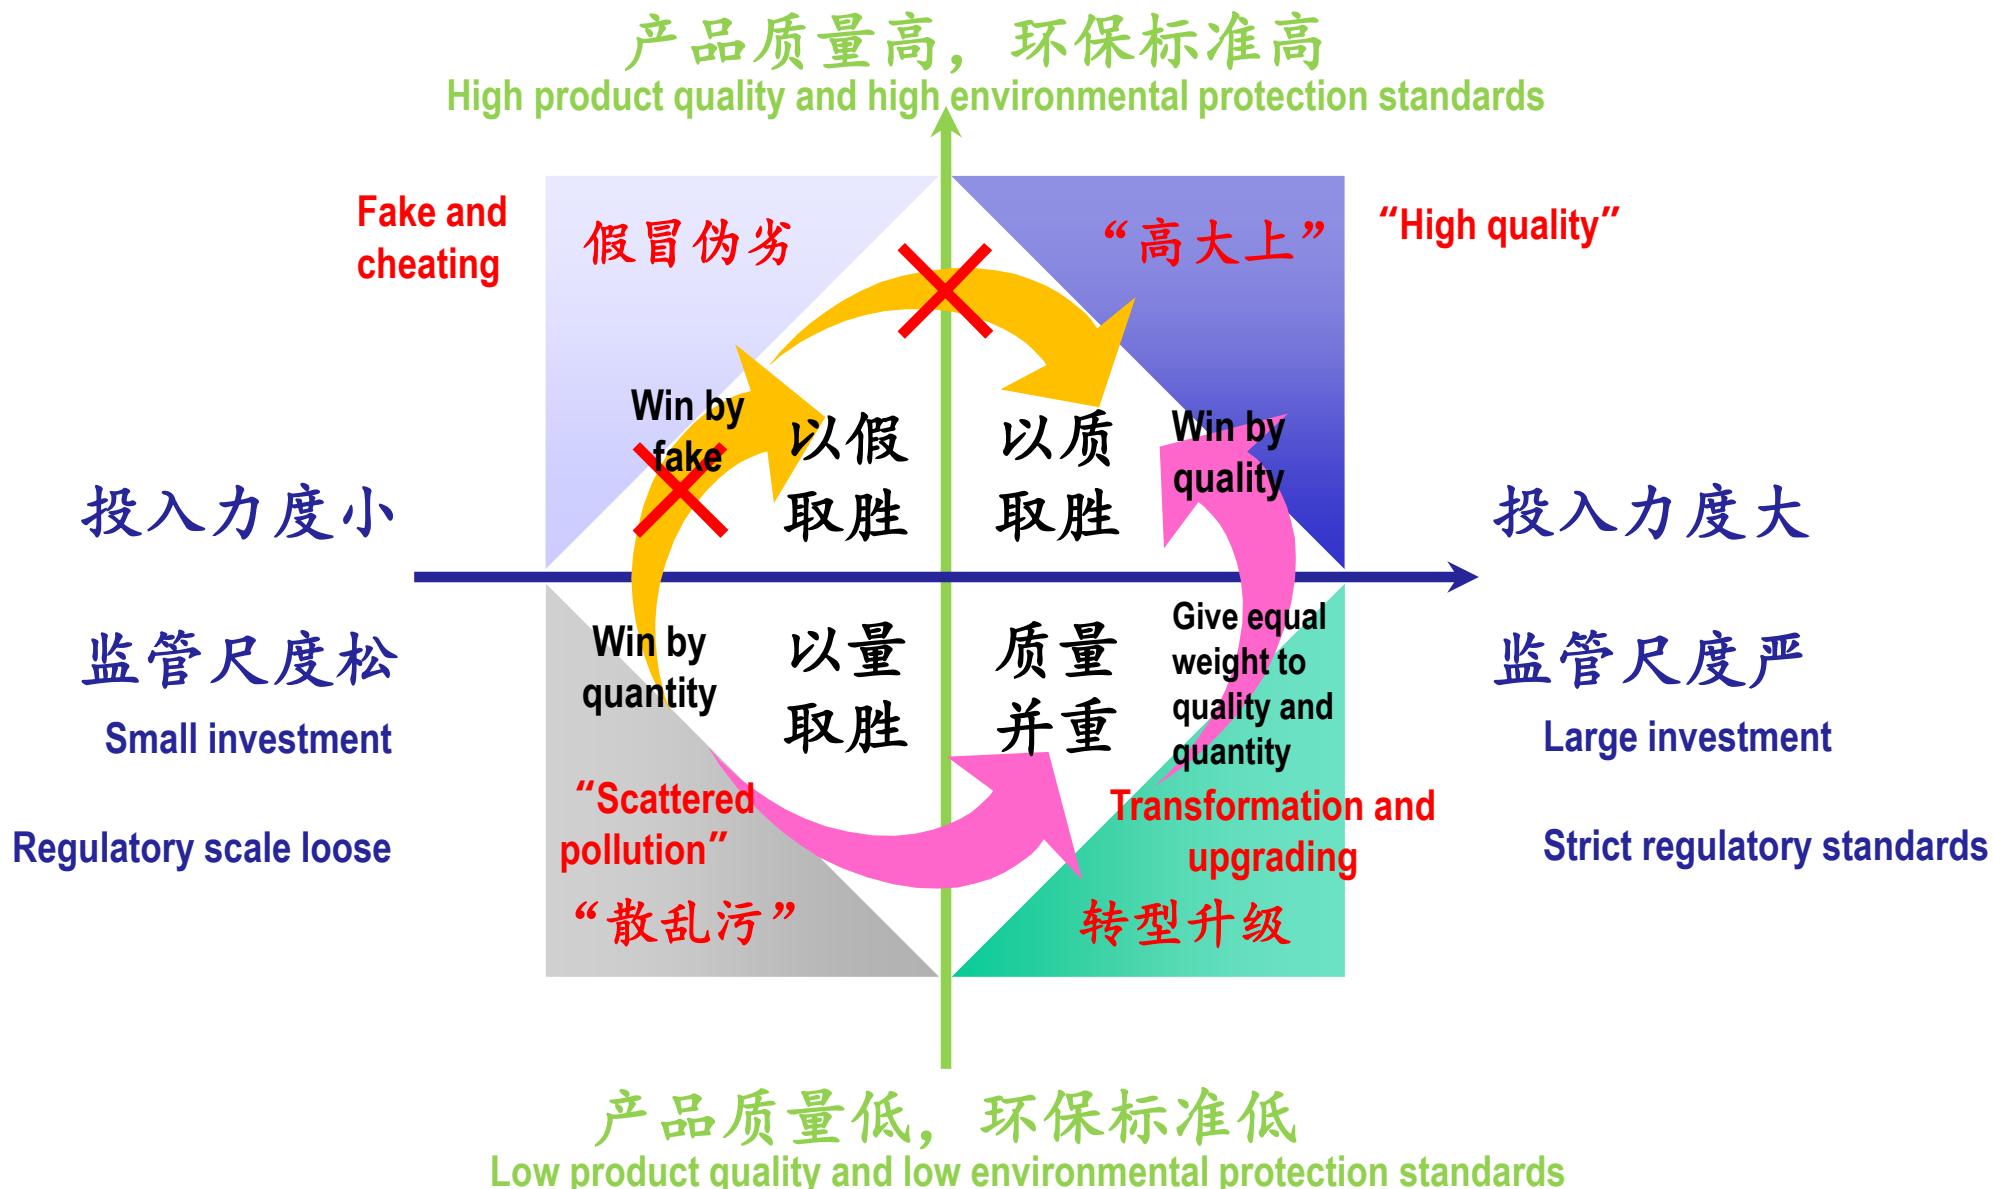 产品质量高，环保标准高
High product quality and high environmental protection standards
Fake and
cheating
假冒伪劣
“高大上”
“High quality”
Win by
fake
以假
取胜
以质
取胜
Win by
quality
投入力度小
投入力度大
监管尺度松
Small investment
Regulatory scale loose
Win by
quantity
以量
取胜
质量
并重
Give equal
weight to
quality and
quantity
监管尺度严
Large investment
Strict regulatory standards
“Scattered
pollution”
“散乱污”
Transformation and
upgrading
转型升级
产品质量低，环保标准低
Low product quality and low environmental protection standards